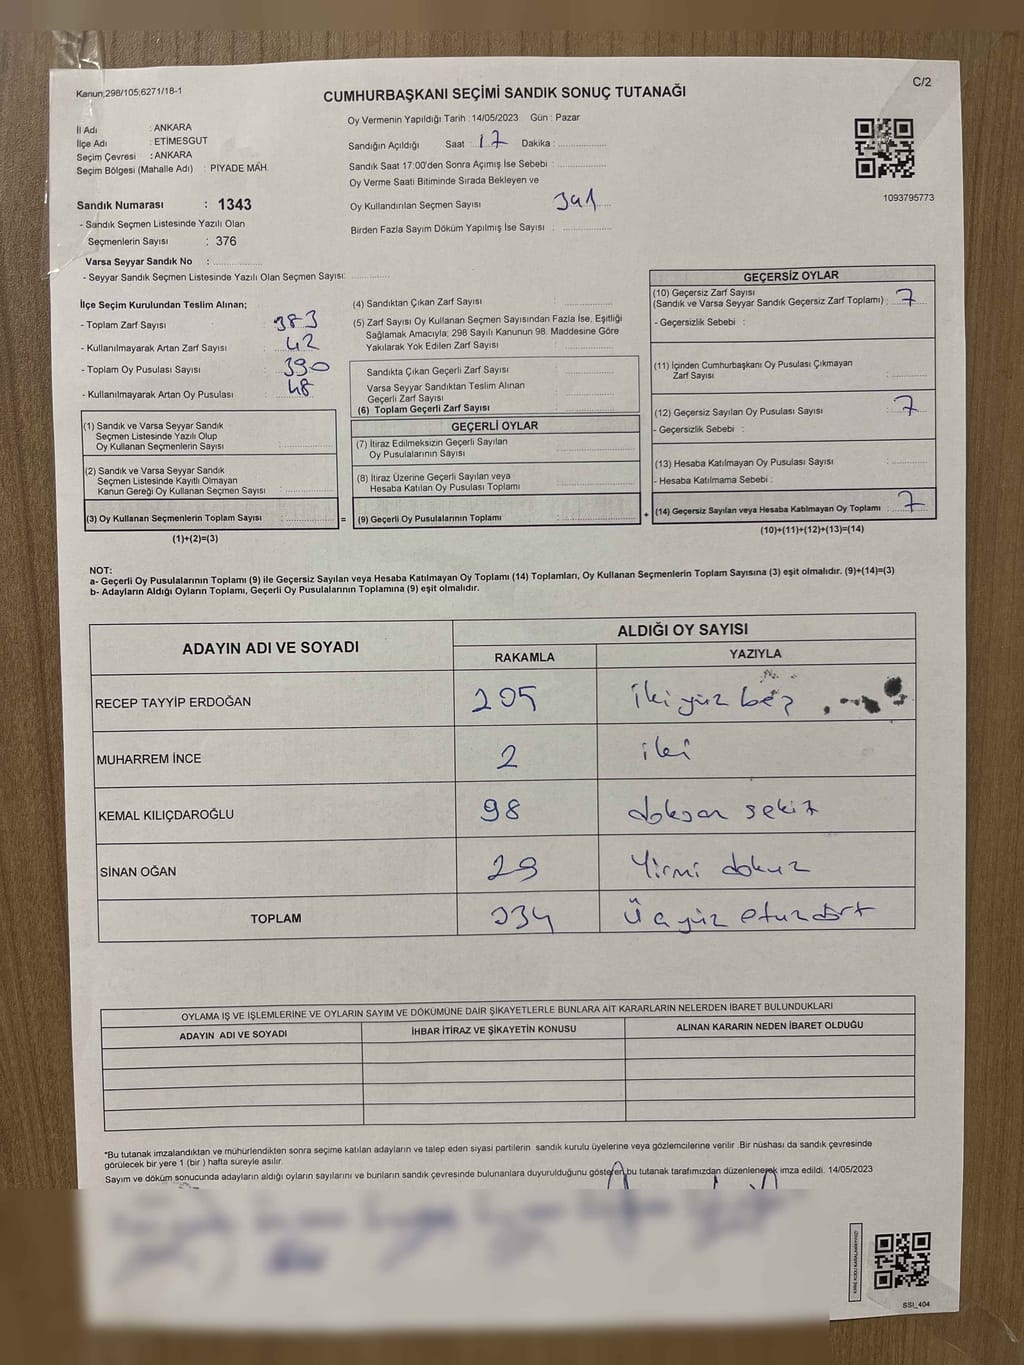 Kanun:298/105;6271/18-1
C/2
CUMHURBAŞKANI SEÇİMİ SANDIK SONUÇ TUTANAĞI
İl Adı : ANKARA
İlçe Adı : ETİMESGUT
Seçim Çevresi : ANKARA
Seçim Bölgesi (Mahalle Adı) : PİYADE MAH.
Sandık Numarası : 1343
- Sandık Seçmen Listesinde Yazılı Olan
Seçmenlerin Sayısı : 376
Varsa Seyyar Sandık No :
- Seyyar Sandık Seçmen Listesinde Yazılı Olan Seçmen Sayısı:
Oy Vermenin Yapıldığı Tarih : 14/05/2023 Gün : Pazar
Sandığın Açıldığı Saat : 17 Dakika :
Sandık Saat 17:00'den Sonra Açımış İse Sebebi :
Oy Verme Saati Bitiminde Sırada Bekleyen ve
Oy Kullandırılan Seçmen Sayısı 341
Birden Fazla Sayım Döküm Yapılmış İse Sayısı :
1093795773
İlçe Seçim Kurulundan Teslim Alınan;
- Toplam Zarf Sayısı : 383
- Kullanılmayarak Artan Zarf Sayısı : 42
- Toplam Oy Pusulası Sayısı : 390
- Kullanılmayarak Artan Oy Pusulası : 48
(1) Sandık ve Varsa Seyyar Sandık
Seçmen Listesinde Yazılı Olup
Oy Kullanan Seçmenlerin Sayısı
(2) Sandık ve Varsa Seyyar Sandık
Seçmen Listesinde Kayıtlı Olmayan
Kanun Gereği Oy Kullanan Seçmen Sayısı
(3) Oy Kullanan Seçmenlerin Toplam Sayısı
(1)+(2)=(3)
=
(4) Sandıktan Çıkan Zarf Sayısı
(5) Zarf Sayısı Oy Kullanan Seçmen Sayısından Fazla İse, Eşitliği
Sağlamak Amacıyla; 298 Sayılı Kanunun 98. Maddesine Göre
Yakılarak Yok Edilen Zarf Sayısı
Sandıkta Çıkan Geçerli Zarf Sayısı
Varsa Seyyar Sandıktan Teslim Alınan
Geçerli Zarf Sayısı
(6) Toplam Geçerli Zarf Sayısı
GEÇERLİ OYLAR
(7) İtiraz Edilmeksizin Geçerli Sayılan
Oy Pusulalarının Sayısı
(8) İtiraz Üzerine Geçerli Sayılan veya
Hesaba Katılan Oy Pusulası Toplamı
(9) Geçerli Oy Pusulalarının Toplamı
+
GEÇERSİZ OYLAR
(10) Geçersiz Zarf Sayısı
(Sandık ve Varsa Seyyar Sandık Geçersiz Zarf Toplamı) : 7
- Geçersizlik Sebebi :
(11) İçinden Cumhurbaşkanı Oy Pusulası Çıkmayan
Zarf Sayısı
(12) Geçersiz Sayılan Oy Pusulası Sayısı 7
- Geçersizlik Sebebi :
(13) Hesaba Katılmayan Oy Pusulası Sayısı
- Hesaba Katılmama Sebebi :
(14) Geçersiz Sayılan veya Hesaba Katılmayan Oy Toplamı : 7
(10)+(11)+(12)+(13)=(14)
NOT:
a- Geçerli Oy Pusulalarının Toplamı (9) ile Geçersiz Sayılan veya Hesaba Katılmayan Oy Toplamı (14) Toplamları, Oy Kullanan Seçmenlerin Toplam Sayısına (3) eşit olmalıdır. (9)+(14)=(3)
b- Adayların Aldığı Oyların Toplamı, Geçerli Oy Pusulalarının Toplamına (9) eşit olmalıdır.
ADAYIN ADI VE SOYADI
ALDIĞI OY SAYISI
RAKAMLA YAZIYLA
RECEP TAYYİP ERDOĞAN 205 iki yüz beş
MUHARREM İNCE 2 iki
KEMAL KILIÇDAROĞLU 98 doksan sekiz
SİNAN OĞAN 29 Yirmi dokuz
TOPLAM 334 Üçyüz otuzdört
OYLAMA İŞ VE İŞLEMLERİNE VE OYLARIN SAYIM VE DÖKÜMÜNE DAİR ŞİKAYETLERLE BUNLARA AİT KARARLARIN NELERDEN İBARET BULUNDUKLARI
ADAYIN ADI VE SOYADI İHBAR İTİRAZ VE ŞİKAYETİN KONUSU ALINAN KARARIN NEDEN İBARET OLDUĞU
*Bu tutanak imzalandıktan ve mühürlendikten sonra seçime katılan adayların ve talep eden siyasi partilerin sandık kurulu üyelerine veya gözlemcilerine verilir .Bir nüshası da sandık çevresinde
görülecek bir yere 1 (bir ) hafta süreyle asılır.
Sayım ve döküm sonucunda adayların aldığı oyların sayılarını ve bunların sandık çevresinde bulunanlara duyurulduğunu gösteren bu tutanak tarafımızdan düzenlenerek imza edildi. 14/05/2023
SSI_404